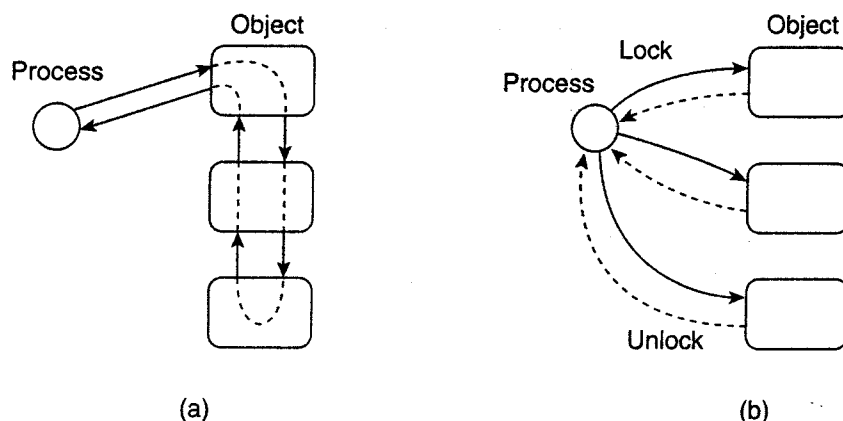 Object
Process
(a)
Object
Lock
Process
Unlock
(b)